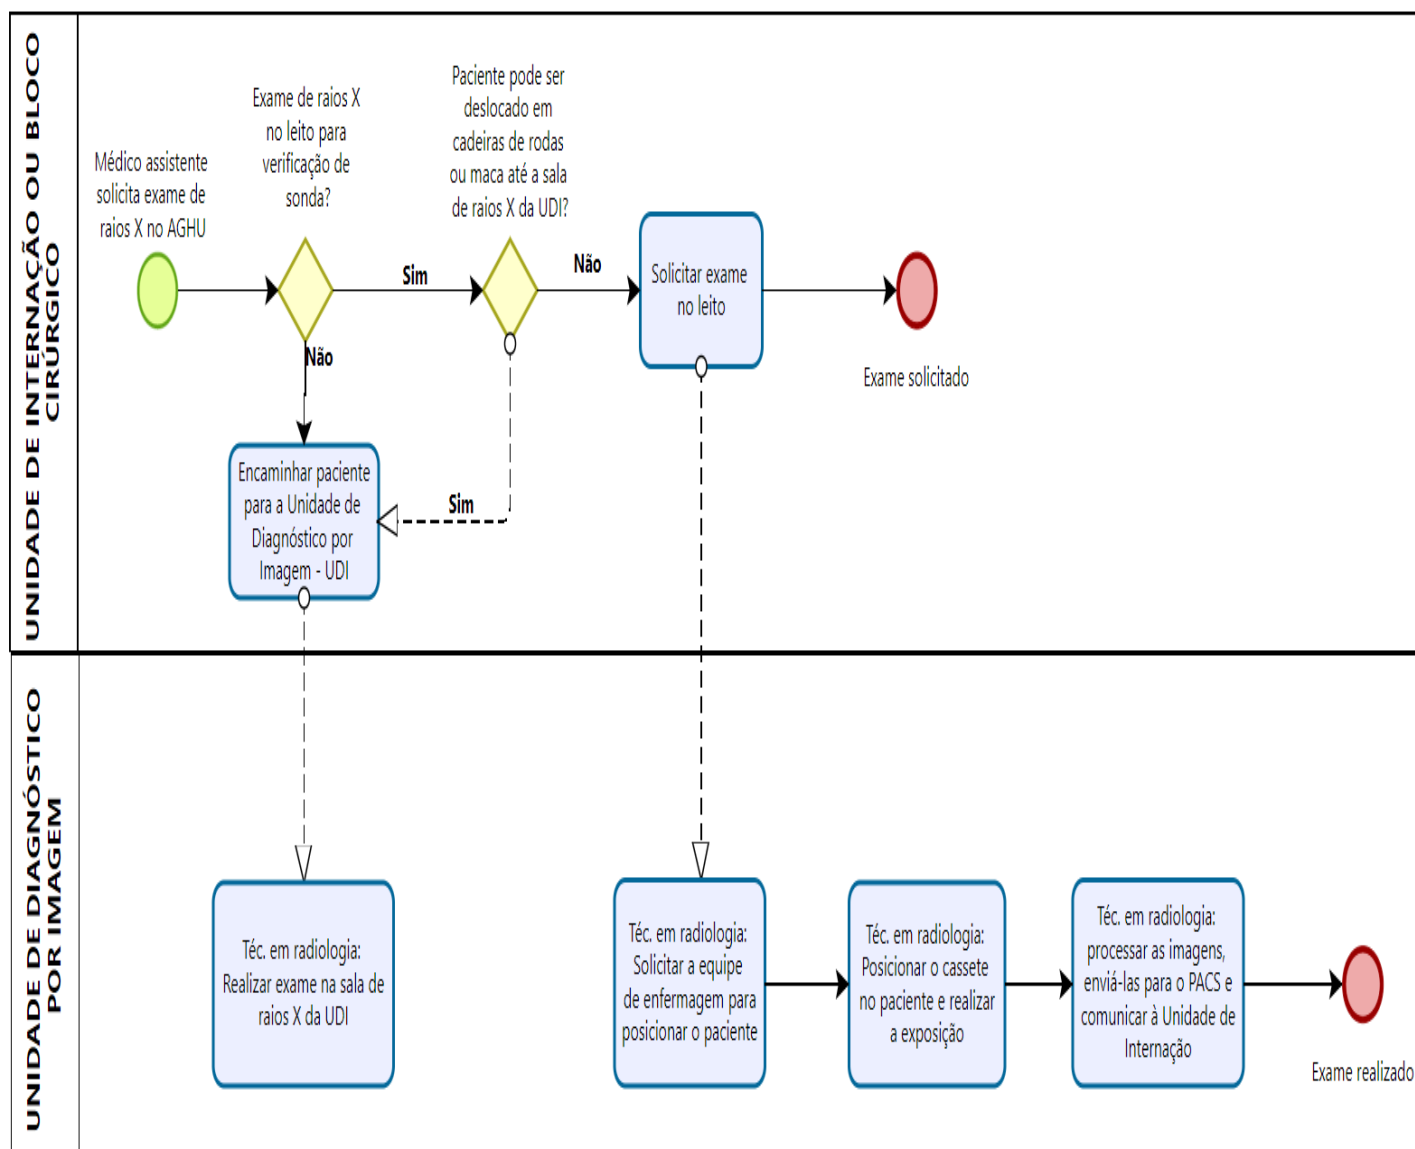 UNIDADE DE INTERNAÇÃO OU BLOCO
CIRÚRGICO
Médico assistente
solicita exame de
raios X no AGHU
Exame de raios X
no leito para
verificação de
sonda?
Paciente pode ser
deslocado em
cadeiras de rodas
ou maca até a sala
de raios X da UDI?
Sim
Não
Solicitar exame
no leito
Exame solicitado
Não
Encaminhar paciente
para a Unidade de
Diagnóstico por
Imagem - UDI
Sim
UNIDADE DE DIAGNÓSTICO
POR IMAGEM
Téc. em radiologia:
Realizar exame na sala de
raios X da UDI
Téc. em radiologia:
Solicitar a equipe
de enfermagem para
posicionar o paciente
Téc. em radiologia:
Posicionar o cassete
no paciente e realizar
a exposição
Téc. em radiologia:
processar as imagens,
enviá-las para o PACS e
comunicar à Unidade de
Internação
Exame realizado